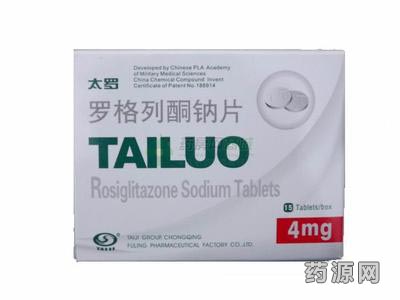 Developed by Chinese PLA Academy
of Military Medical Sciences
China Chemical Compound Invent
Certificate of Patent No·188914
太罗
罗格列酮钠片
TAILUO
Rosiglitazone Sodium Tablets
15 Tablets/box
4mg
TAIJI
TAIJI GROUP CHONGQING
FULING PHARMACEUTICAL FACTORY CO.,LTD.
药源网